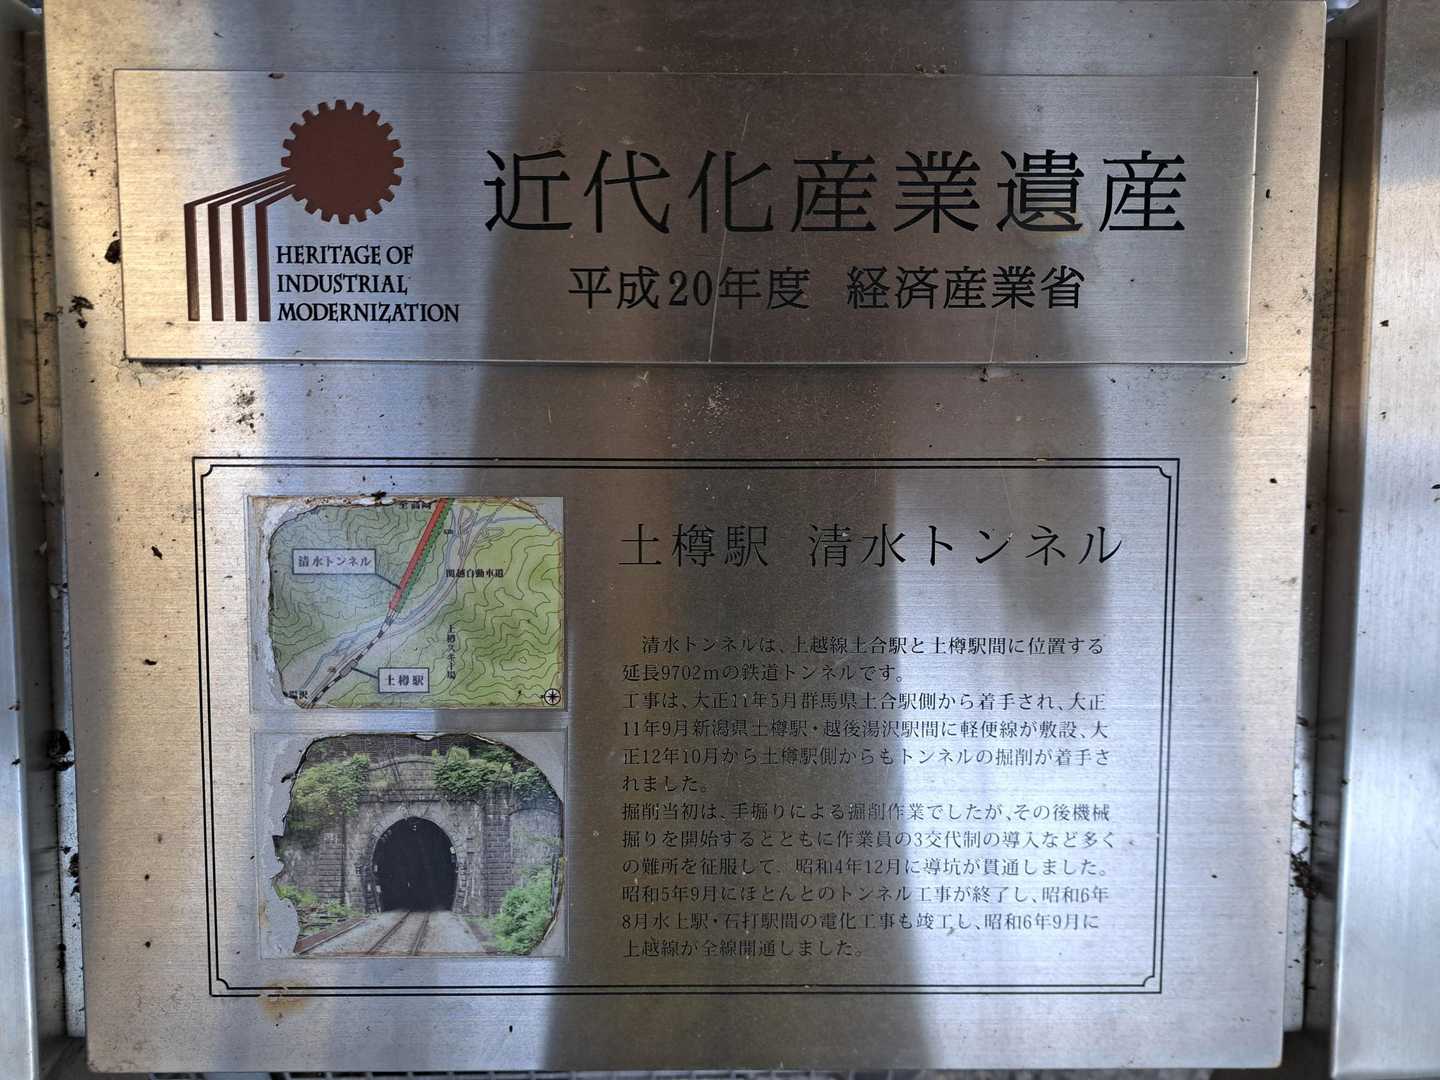 近代化産業遺産
平成20年度 経済産業省
HERITAGE OF
INDUSTRIAL
MODERNIZATION
清水トンネル
関越自動車道
土樽駅
湯沢
土樽駅 清水トンネル
清水トンネルは、上越線土合駅と土樽駅間に位置する
延長9702mの鉄道トンネルです。
工事は、大正11年5月群馬県土合駅側から着手され、大正
11年9月新潟県土樽駅・越後湯沢駅間に軽便線が敷設、大
正12年10月から土樽駅側からもトンネルの掘削が着手さ
れました。
掘削当初は、手掘りによる掘削作業でしたが、その後機械
掘りを開始するとともに作業員の3交代制の導入など多く
の難所を征服して、昭和4年12月に導坑が貫通しました。
昭和5年9月にほとんどのトンネル工事が終了し、昭和6年
8月水上駅・石打駅間の電化工事も竣工し、昭和6年9月に
上越線が全線開通しました。